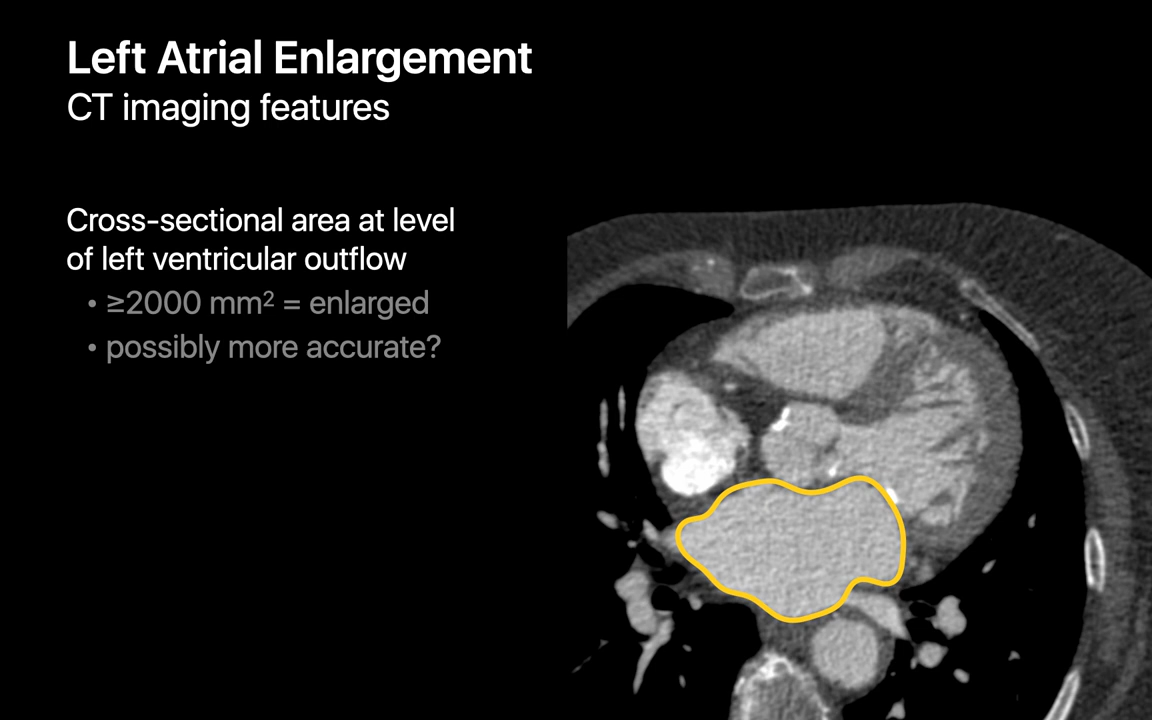 Left Atrial Enlargement
CT imaging features
Cross-sectional area at level
of left ventricular outflow
• ≥2000 mm² = enlarged
• possibly more accurate?